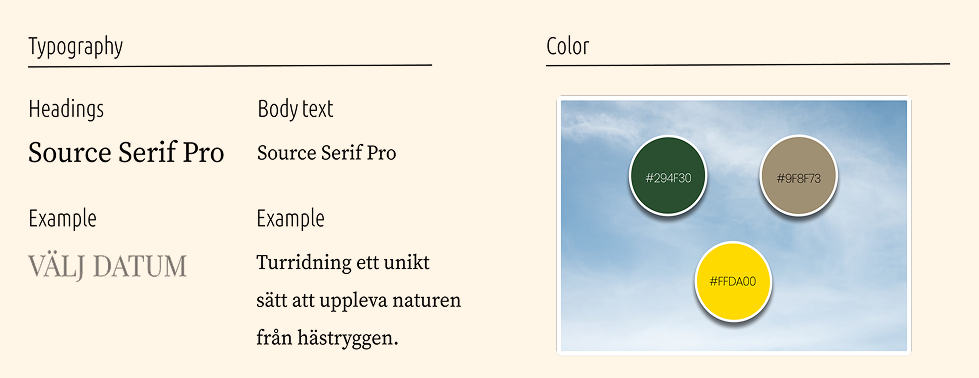 Typography
Headings
Source Serif Pro
Body text
Source Serif Pro
Example
VÄLJ DATUM
Example
Turridning ett unikt
sätt att uppleva naturen
från hästryggen.
Color
#294F30
#9F8F73
#FFDA00